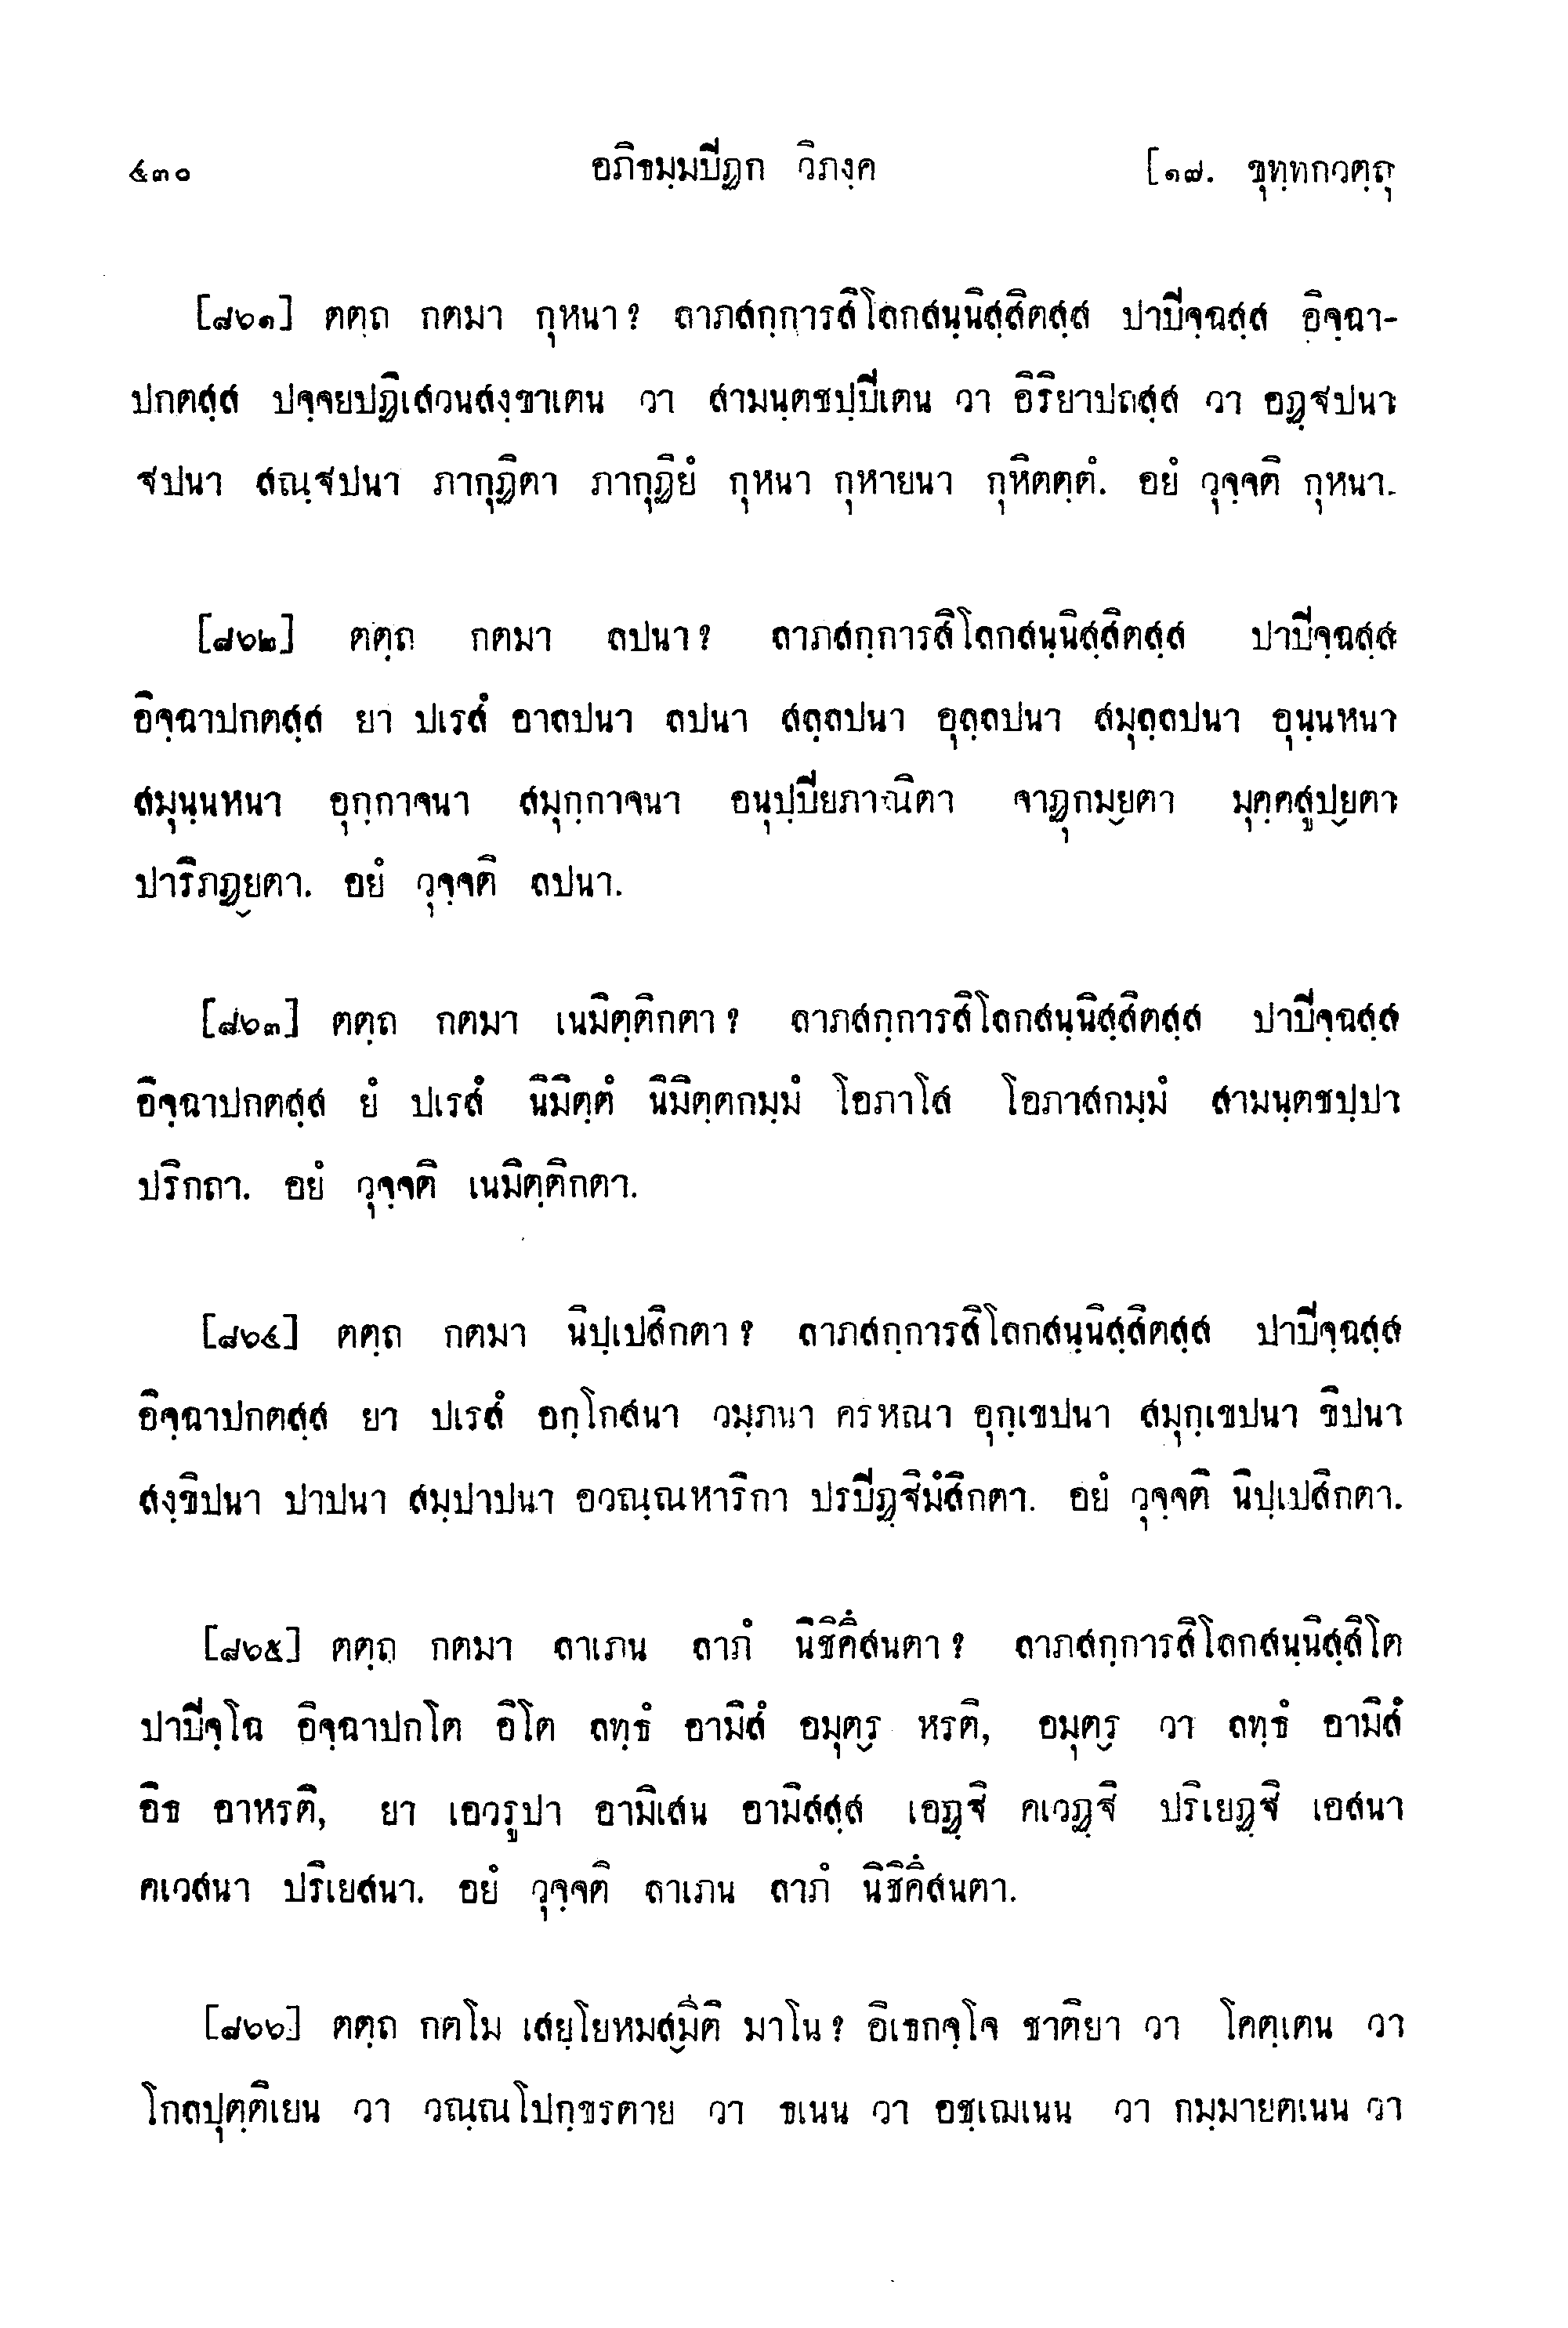 ๔๓๐ อภิธมฺมปิฏก วิภงฺค [๑๗. ขุทฺทกวตฺถุ
[๘๖๑] ตตฺถ กตมา กุหนา? ลาภสกฺการสิโลกสนฺนิสฺสิตสฺส ปาปิจฺฉสฺส อิจฺฉา-
ปกตสฺส ปจฺจยปฏิเสวนสงฺขาเตน วา สามนฺตชปฺปิเตน วา อิริยาปถสฺส วา อฏฺฐปนา
ฐปนา สณฺฐปนา ภากุฏิตา ภากุฏิยํ กุหนา กุหายนา กุหิตตฺตํ. อยํ วุจฺจติ กุหนา.
[๘๖๒] ตตฺถ กตมา ลปนา? ลาภสกฺการสิโลกสนฺนิสฺสิตสฺส ปาปิจฺฉสฺส
อิจฺฉาปกตสฺส ยา ปเรสํ อาลปนา ลปนา สลฺลปนา อุลฺลปนา สมุลฺลปนา อุนฺนหนา
สมุนฺนหนา อุกฺกาจนา สมุกฺกาจนา อนุปฺปิยภาณิตา จาฏุกมฺยตา มุคฺคสูปฺยตา
ปาริภฏฺยตา. อยํ วุจฺจติ ลปนา.
[๘๖๓] ตตฺถ กตมา เนมิตฺติกตา? ลาภสกฺการสิโลกสนฺนิสฺสิตสฺส ปาปิจฺฉสฺส
อิจฺฉาปกตสฺส ยํ ปเรสํ นิมิตฺตํ นิมิตฺตกมฺมํ โอภาโส โอภาสกมฺมํ สามนฺตชปฺปา
ปริกถา. อยํ วุจฺจติ เนมิตฺติกตา.
[๘๖๔] ตตฺถ กตมา นิปฺเปสิกตา? ลาภสกฺการสิโลกสนฺนิสฺสิตสฺส ปาปิจฺฉสฺส
อิจฺฉาปกตสฺส ยา ปเรสํ อกฺโกสนา วมฺภนา ครหณา อุกฺเขปนา สมุกฺเขปนา ขิปนา
สงฺขิปนา ปาปนา สมฺปาปนา อวณฺณหาริกา ปรปิฏฺฐิมํสิกตา. อยํ วุจฺจติ นิปฺเปสิกตา.
[๘๖๕] ตตฺถ กตมา ลาเภน ลาภํ นิชิคึสนตา? ลาภสกฺการสิโลกสนฺนิสฺสิโต
ปาปิจฺโฉ อิจฺฉาปกโต อิโต ลทฺธํ อามิสํ อมุตฺร หรติ, อมุตฺร วา ลทฺธํ อามิสํ
อิธ อาหรติ, ยา เอวรูปา อามิเสน อามิสสฺส เอฏฺฐิ คเวฏฺฐิ ปริเยฏฺฐิ เอสนา
คเวสนา ปริเยสนา. อยํ วุจฺจติ ลาเภน ลาภํ นิชิคึสนตา.
[๘๖๖] ตตฺถ กตโม เสยฺโยหมสฺมีติ มาโน? อิเธกจฺโจ ชาติยา วา โคตฺเตน วา
โกลปุตฺติเยน วา วณฺณโปกฺขรตาย วา ธเนน วา อชฺเฌเนน วา กมฺมายตเนน วา